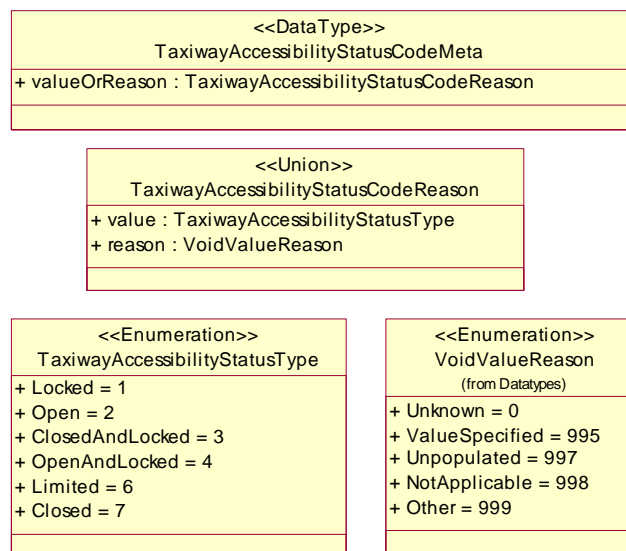 <<DataType>>
TaxiwayAccessibilityStatusCodeMeta
+ valueOrReason : TaxiwayAccessibilityStatusCodeReason
<<Union>>
TaxiwayAccessibilityStatusCodeReason
+ value : TaxiwayAccessibilityStatusType
+ reason : VoidValueReason
<<Enumeration>>
TaxiwayAccessibilityStatusType
+ Locked = 1
+ Open = 2
+ ClosedAndLocked = 3
+ OpenAndLocked = 4
+ Limited = 6
+ Closed = 7
<<Enumeration>>
VoidValueReason
(from Datatypes)
+ Unknown = 0
+ ValueSpecified = 995
+ Unpopulated = 997
+ NotApplicable = 998
+ Other = 999